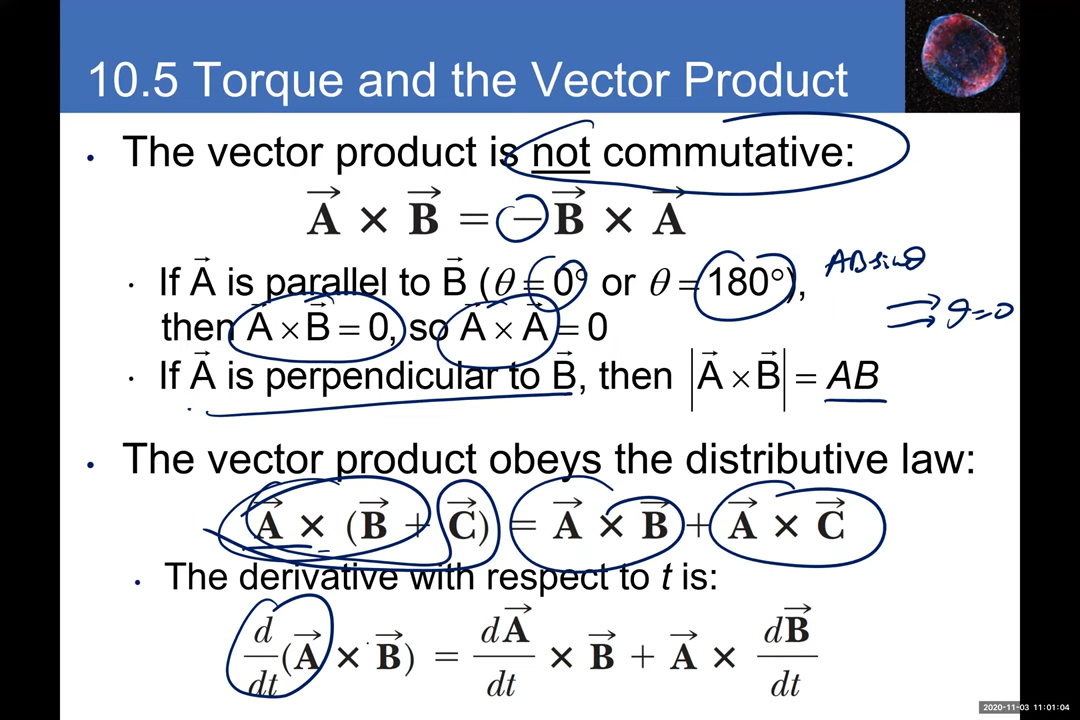 10.5 Torque and the Vector Product
• The vector product is not commutative:
A⃗ × B⃗ = −B⃗ × A⃗
• If A⃗ is parallel to B⃗ (θ = 0° or θ = 180°),
AB sinθ
then A⃗ × B⃗ = 0, so A⃗ × A⃗ = 0
θ=0
• If A⃗ is perpendicular to B⃗, then |A⃗ × B⃗| = AB
• The vector product obeys the distributive law:
A⃗ × (B⃗ + C⃗) = A⃗ × B⃗ + A⃗ × C⃗
• The derivative with respect to t is:
d/dt (A⃗ × B⃗) = dA⃗/dt × B⃗ + A⃗ × dB⃗/dt
2020-11-03 11:01:04